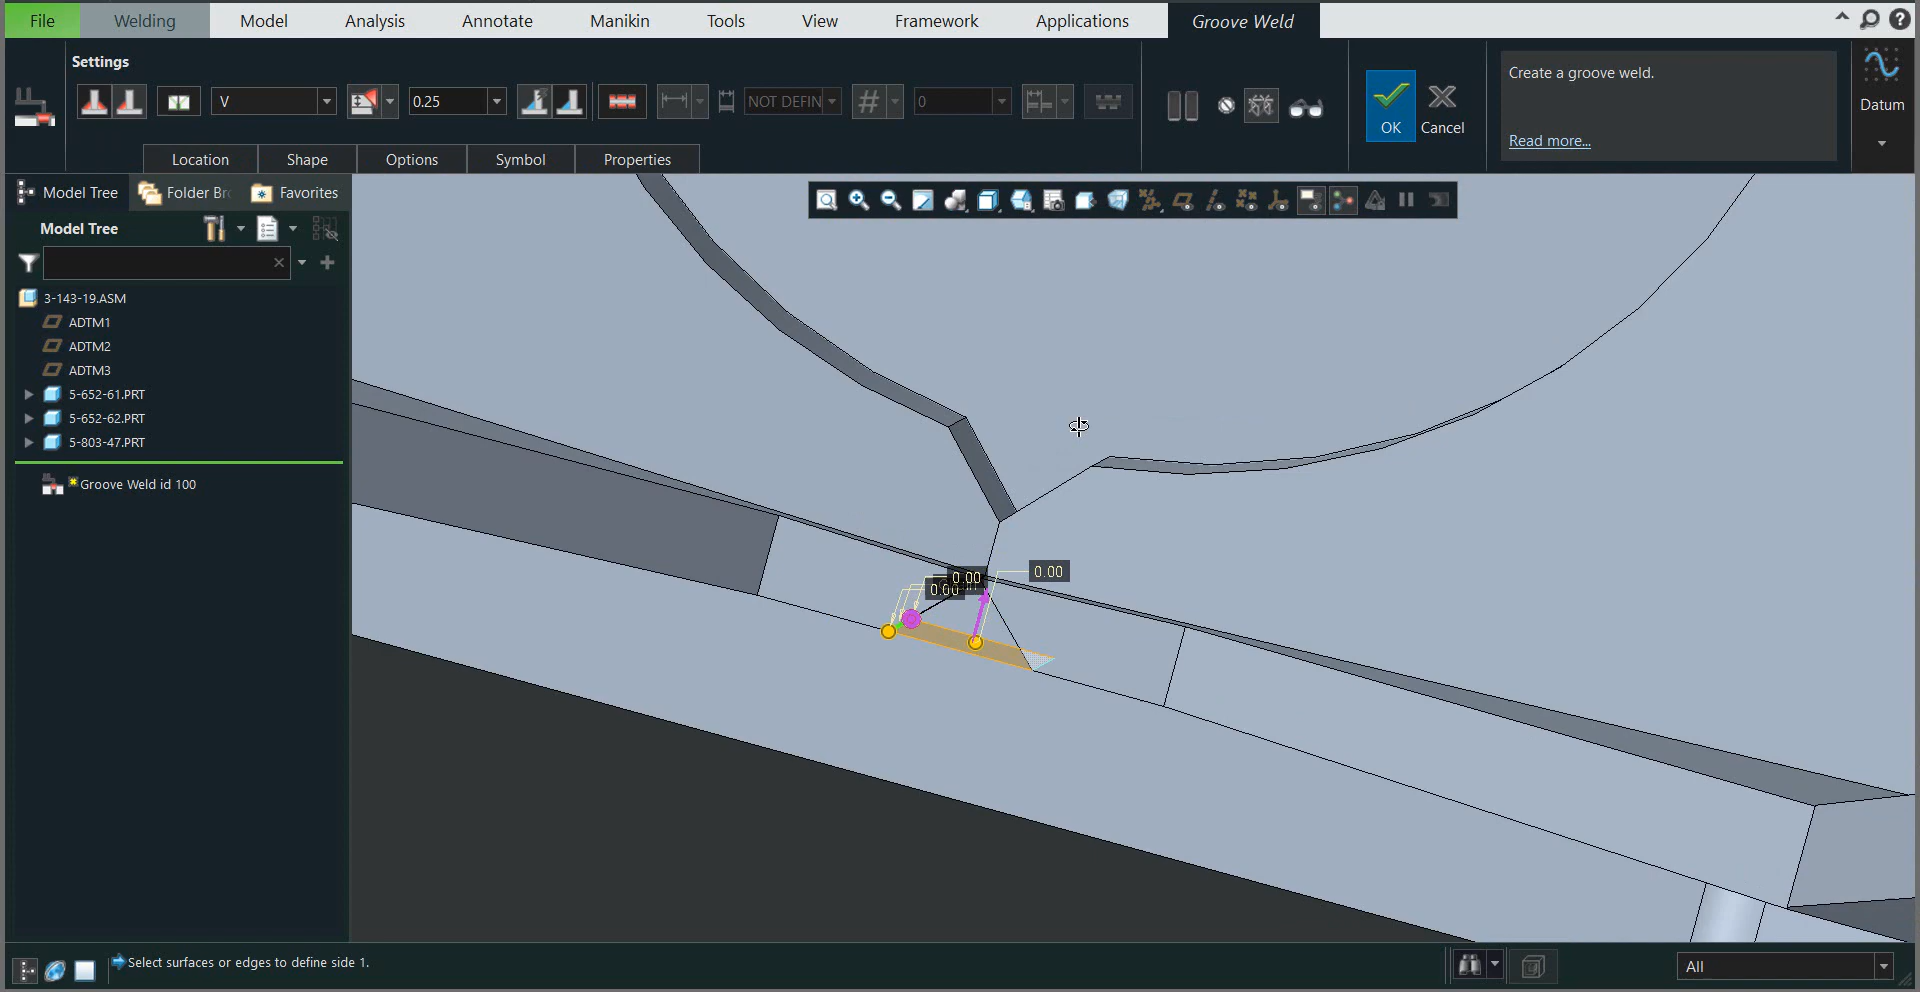 File Welding Model Analysis Annotate Manikin Tools View Framework Applications Groove Weld
Settings
V 0.25 NOT DEFIN # 0
OK Cancel
Create a groove weld.
Read more...
Datum
Location Shape Options Symbol Properties
Model Tree Folder Br Favorites
Model Tree
3-143-19.ASM
ADTM1
ADTM2
ADTM3
5-652-61.PRT
5-652-62.PRT
5-803-47.PRT
Groove Weld id 100
0.00
0.00
0.00
Select surfaces or edges to define side 1.
All